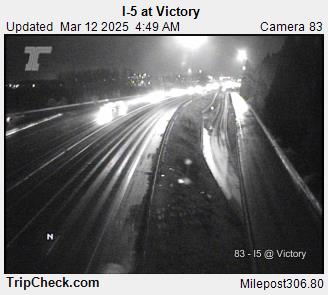 I-5 at Victory
Updated Mar 12 2025 4:49 AM Camera 83
T
N
83 - I5 @ Victory
TripCheck.com Milepost306.80